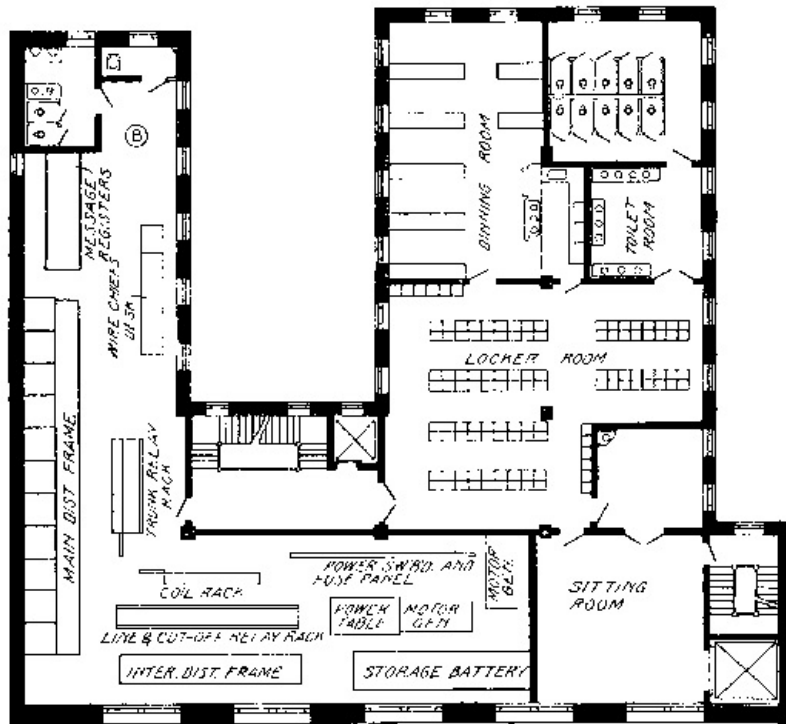 B
MESSAGE
REGISTERS
WIRE CHIEFS
DESK
DINNING ROOM
TOILET
ROOM
LOCKER ROOM
MAIN DIST FRAME
TRUNK RELAY
RACK
COIL RACK
POWER SWBD. AND
FUSE PANEL
MOTOR
GEN.
POWER
TABLE
MOTOR
GEN
LINE & CUT-OFF RELAY RACK
INTER. DIST. FRAME
STORAGE BATTERY
SITTING
ROOM